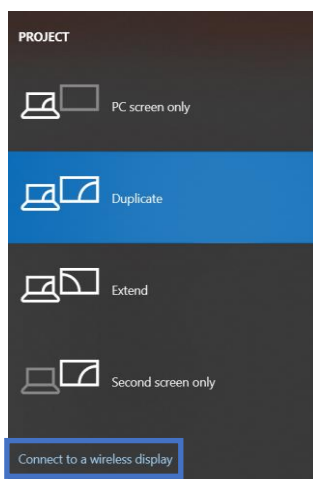 PROJECT
PC screen only
Duplicate
Extend
Second screen only
Connect to a wireless display